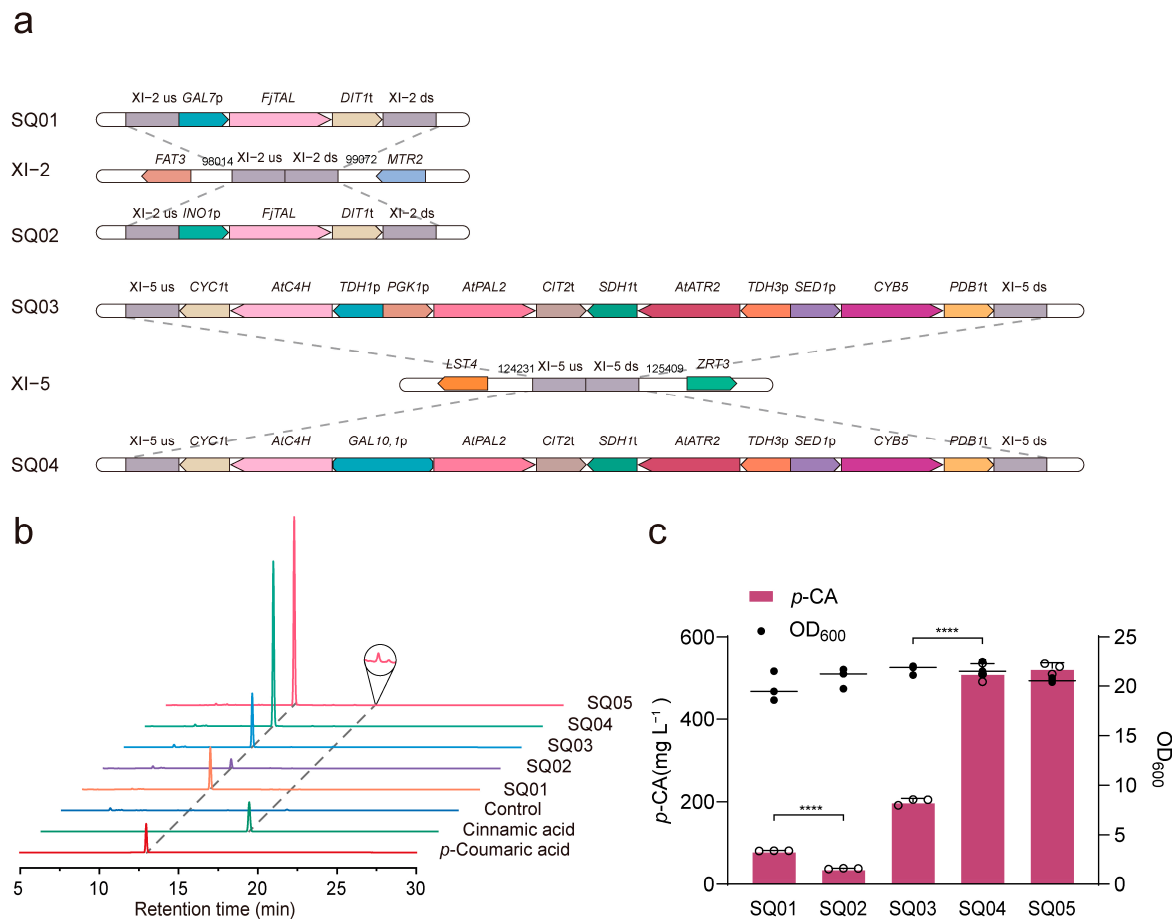 a
XI−2 us GAL7p FjTAL DIT1t XI−2 ds
SQ01
FAT3 98014 XI−2 us XI−2 ds 99072 MTR2
XI−2
XI−2 us INO1p FjTAL DIT1t XI−2 ds
SQ02
XI−5 us CYC1t AtC4H TDH1p PGK1p AtPAL2 CIT2t SDH1t AtATR2 TDH3p SED1p CYB5 PDB1t XI−5 ds
SQ03
LST4 124231 XI−5 us XI−5 ds 125409 ZRT3
XI−5
XI−5 us CYC1t AtC4H GAL10,1p AtPAL2 CIT2t SDH1t AtATR2 TDH3p SED1p CYB5 PDB1t XI−5 ds
SQ04
b
SQ05
SQ04
SQ03
SQ02
SQ01
Control
Cinnamic acid
p-Coumaric acid
5 10 15 20 25 30
Retention time (min)
c
p-CA
OD600
**** ****
600
400
200
0
p-CA(mg L−1)
25
20
15
10
5
0
OD600
SQ01 SQ02 SQ03 SQ04 SQ05